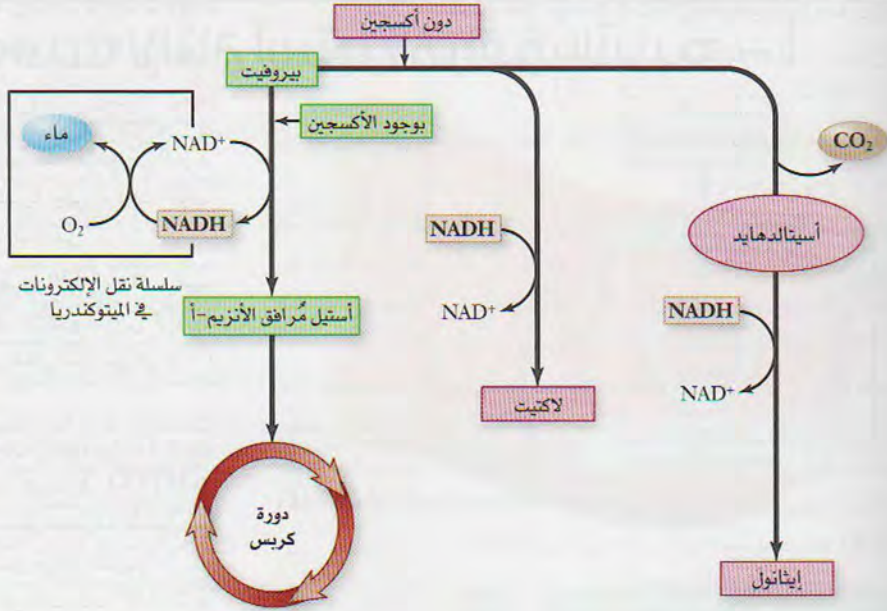 دون أكسجين
بيروفيت
بوجود الأكسجين
ماء
NAD+
O2
NADH
سلسلة نقل الإلكترونات
في الميتوكندريا
أستيل مُرافق الأنزيم-أ
دورة
كربس
NADH
NAD+
لاكتيت
CO2
أسيتالدهايد
NADH
NAD+
إيثانول